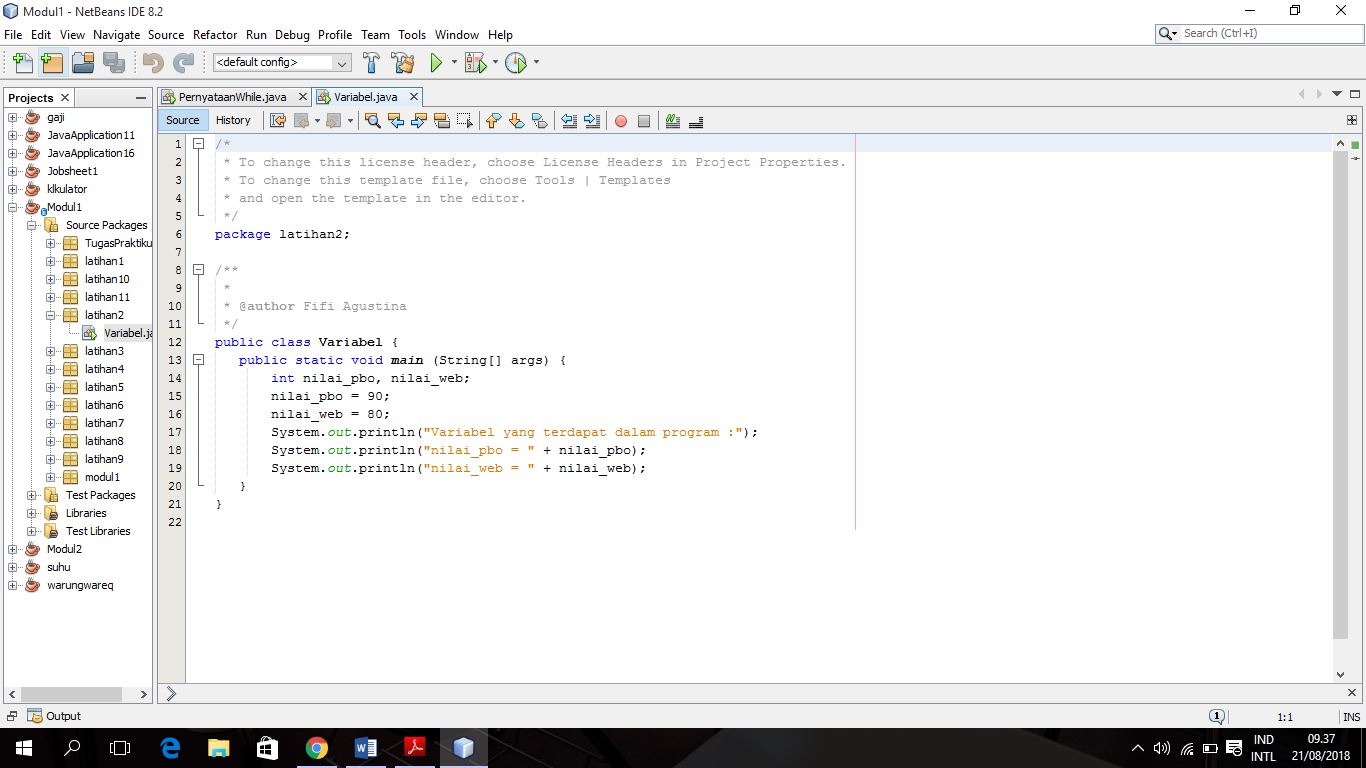 Modul1 - NetBeans IDE 8.2
File Edit View Navigate Source Refactor Run Debug Profile Team Tools Window Help
Search (Ctrl+I)
<default config>
Projects
gaji
JavaApplication11
JavaApplication16
Jobsheet1
klkulator
Modul1
Source Packages
TugasPraktiku
latihan1
latihan10
latihan11
latihan2
Variabel.ja
latihan3
latihan4
latihan5
latihan6
latihan7
latihan8
latihan9
modul1
Test Packages
Libraries
Test Libraries
Modul2
suhu
warungwareq
PernyataanWhile.java
Variabel.java
Source History
1 /*
2 * To change this license header, choose License Headers in Project Properties.
3 * To change this template file, choose Tools | Templates
4 * and open the template in the editor.
5 */
6 package latihan2;
7
8 /**
9 *
10 * @author Fifi Agustina
11 */
12 public class Variabel {
13 public static void main (String[] args) {
14 int nilai_pbo, nilai_web;
15 nilai_pbo = 90;
16 nilai_web = 80;
17 System.out.println("Variabel yang terdapat dalam program :");
18 System.out.println("nilai_pbo = " + nilai_pbo);
19 System.out.println("nilai_web = " + nilai_web);
20 }
21 }
22
Output
1
1:1
INS
IND
INTL
09.37
21/08/2018